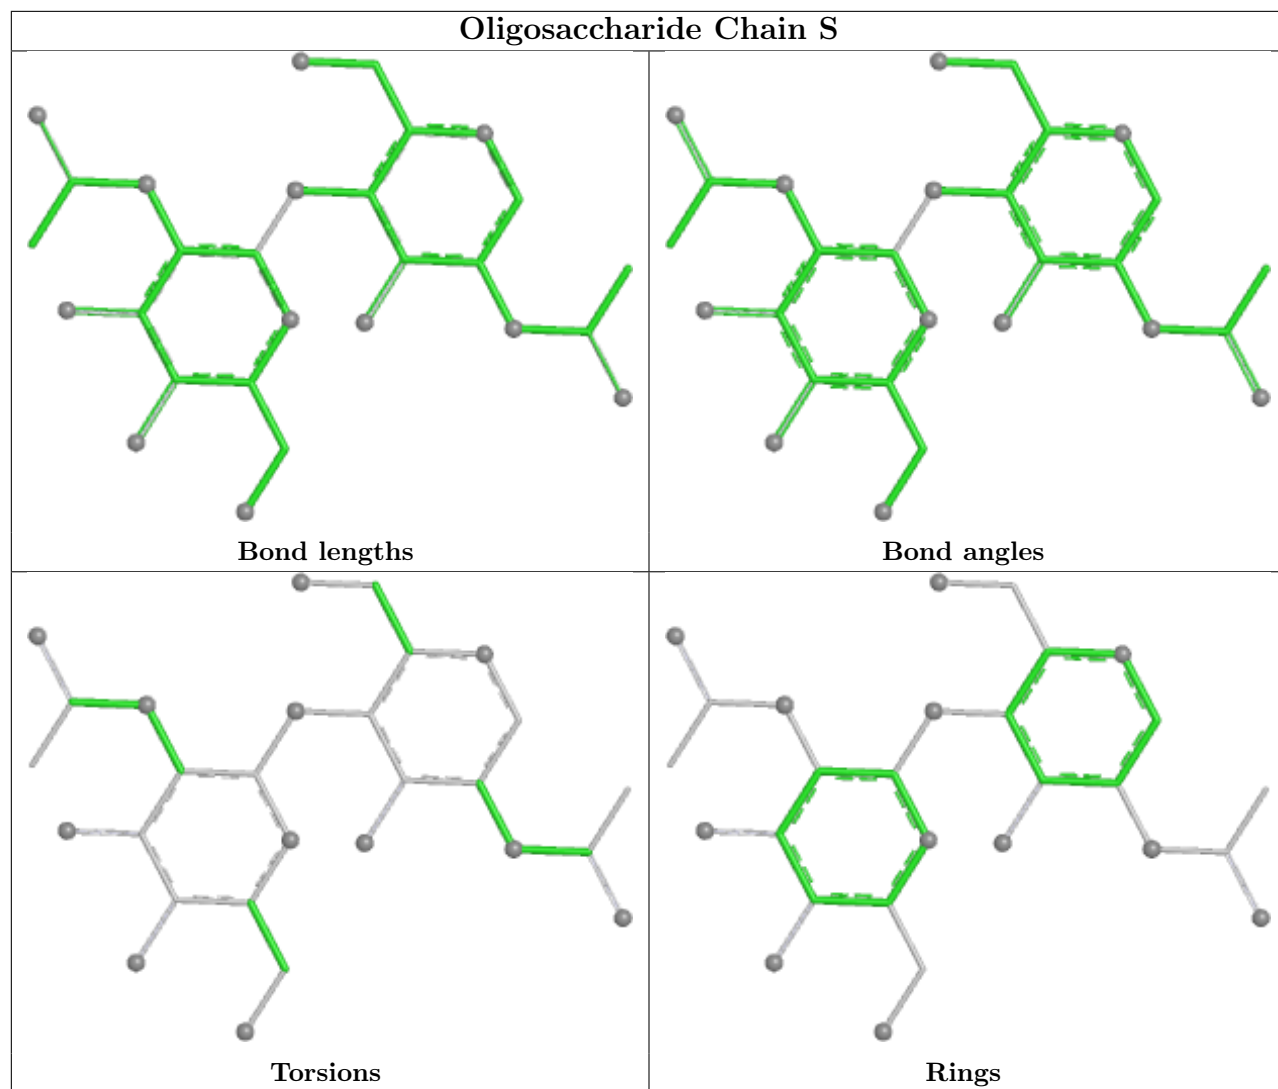 Oligosaccharide Chain S
Bond lengths
Bond angles
Torsions
Rings